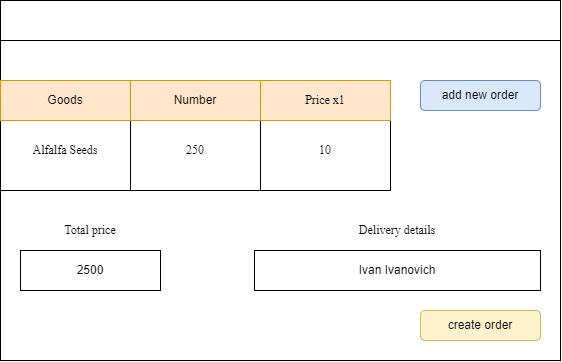 Goods Number Price x1 add new order
Alfalfa Seeds 250 10
Total price Delivery details
2500 Ivan Ivanovich
create order